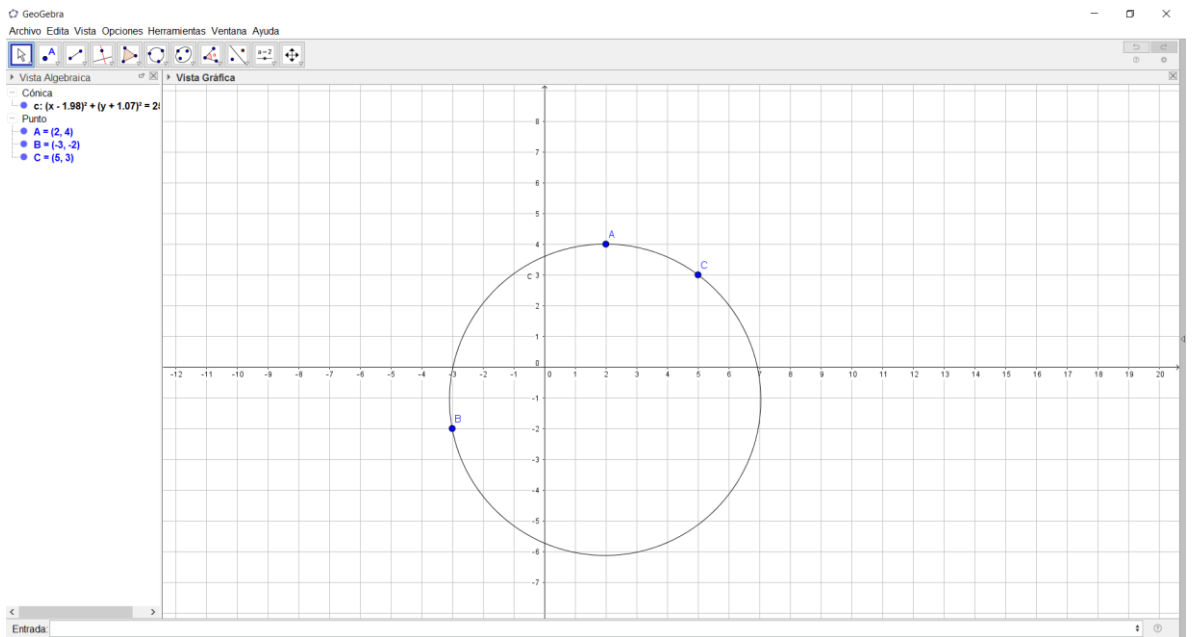 GeoGebra
Archivo Edita Vista Opciones Herramientas Ventana Ayuda
A a=2
Vista Algebraica
Vista Gráfica
Cónica
c: (x - 1.98)² + (y + 1.07)² =
Punto
A = (2, 4)
B = (-3, -2)
C = (5, 3)
8
7
6
5
A
4
C
c 3
2
1
0
-12 -11 -10 -9 -8 -7 -6 -5 -4 -3 -2 -1 0 1 2 3 4 5 6 7 8 9 10 11 12 13 14 15 16 17 18 19 20
-1
B
-2
-3
-4
-5
-6
-7
Entrada: